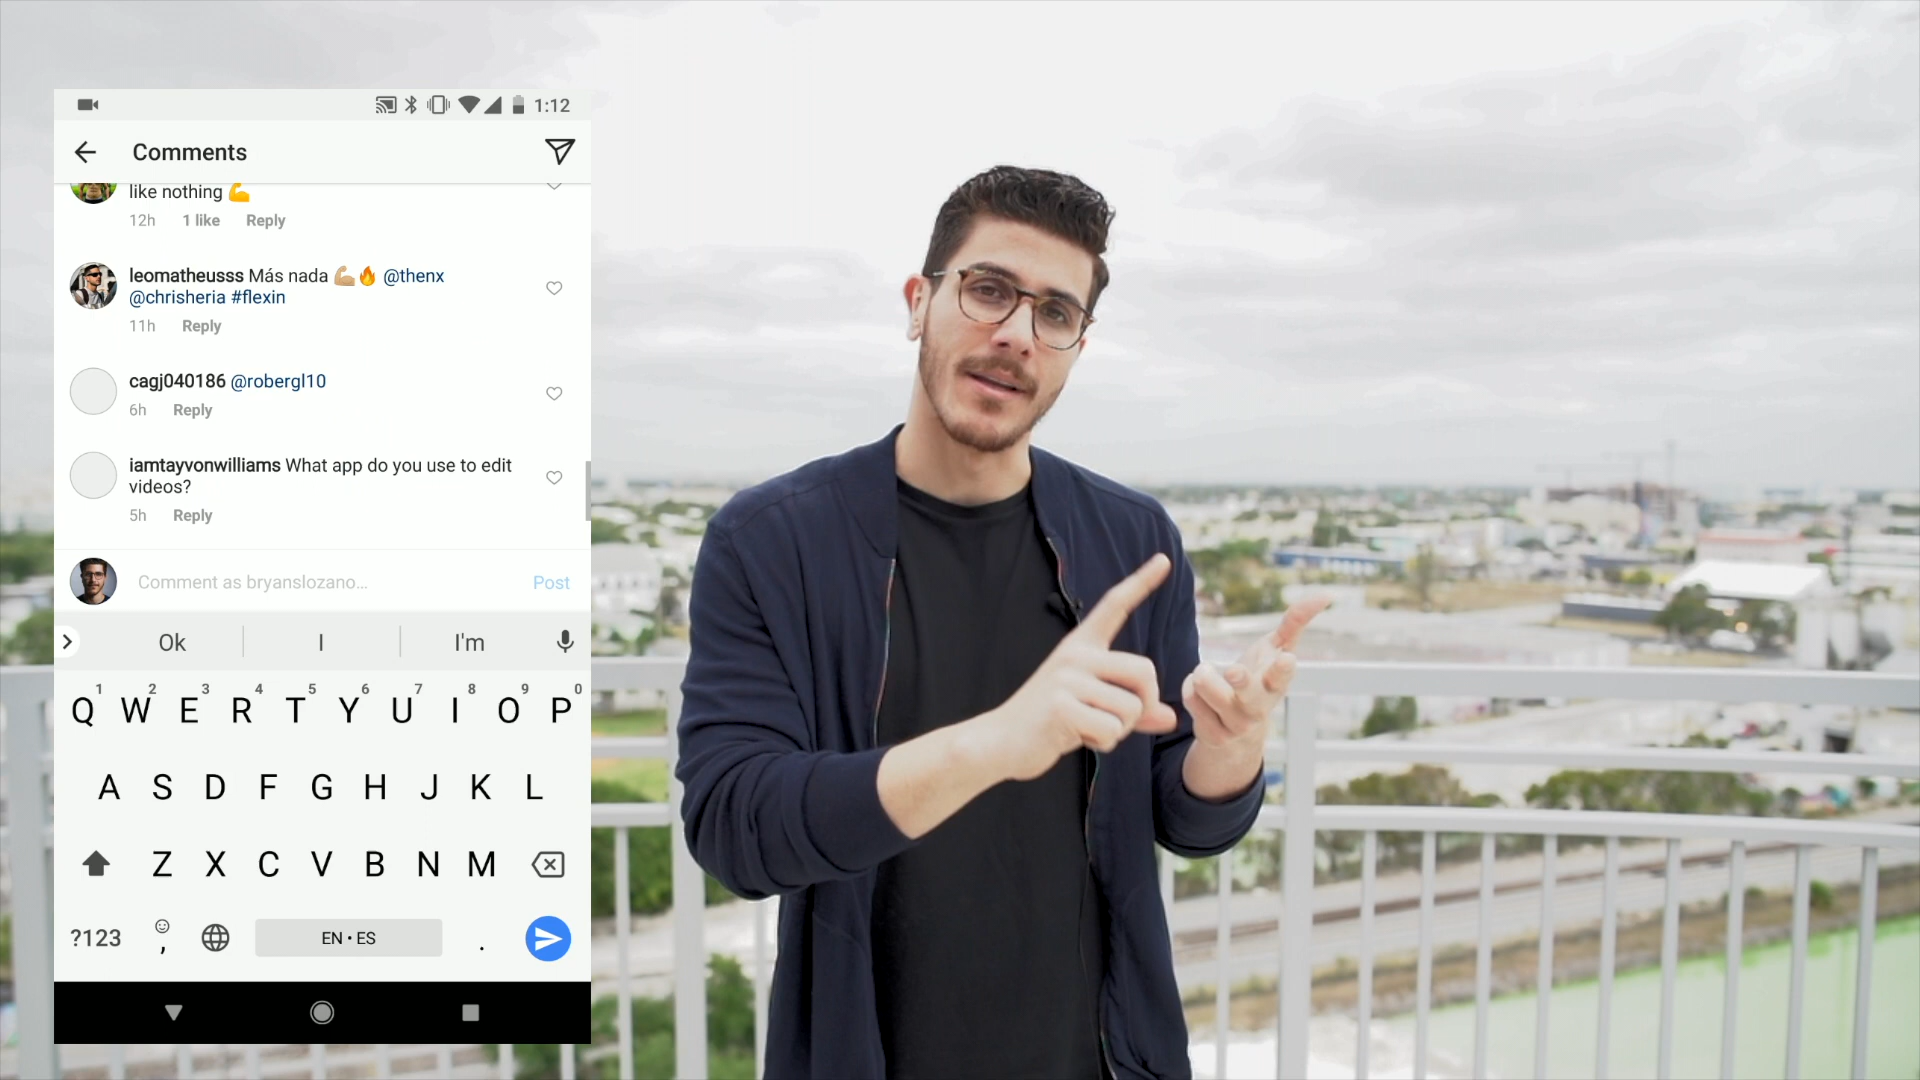 1:12
Comments
like nothing 💪
12h 1 like Reply
leomatheusss Más nada 💪🏼🔥 @thenx
@chrisheria #flexin
11h Reply
cagj040186 @robergl10
6h Reply
iamtayvonwilliams What app do you use to edit
videos?
5h Reply
Comment as bryanslozano... Post
Ok I I'm
1 2 3 4 5 6 7 8 9 0
Q W E R T Y U I O P
A S D F G H J K L
Z X C V B N M
?123 , EN • ES .